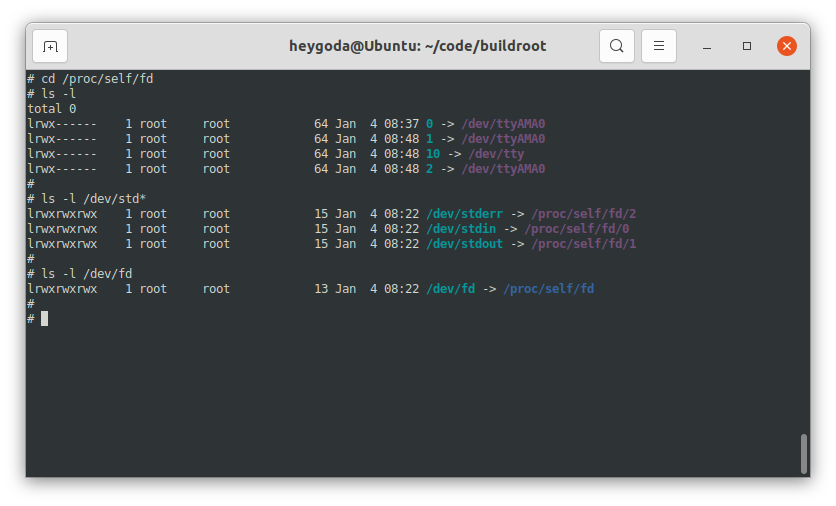 heygoda@Ubuntu: ~/code/buildroot
# cd /proc/self/fd
# ls -l
total 0
lrwx------    1 root     root            64 Jan  4 08:37 0 -> /dev/ttyAMA0
lrwx------    1 root     root            64 Jan  4 08:48 1 -> /dev/ttyAMA0
lrwx------    1 root     root            64 Jan  4 08:48 10 -> /dev/tty
lrwx------    1 root     root            64 Jan  4 08:48 2 -> /dev/ttyAMA0
#
# ls -l /dev/std*
lrwxrwxrwx    1 root     root            15 Jan  4 08:22 /dev/stderr -> /proc/self/fd/2
lrwxrwxrwx    1 root     root            15 Jan  4 08:22 /dev/stdin -> /proc/self/fd/0
lrwxrwxrwx    1 root     root            15 Jan  4 08:22 /dev/stdout -> /proc/self/fd/1
#
# ls -l /dev/fd
lrwxrwxrwx    1 root     root            13 Jan  4 08:22 /dev/fd -> /proc/self/fd
#
#